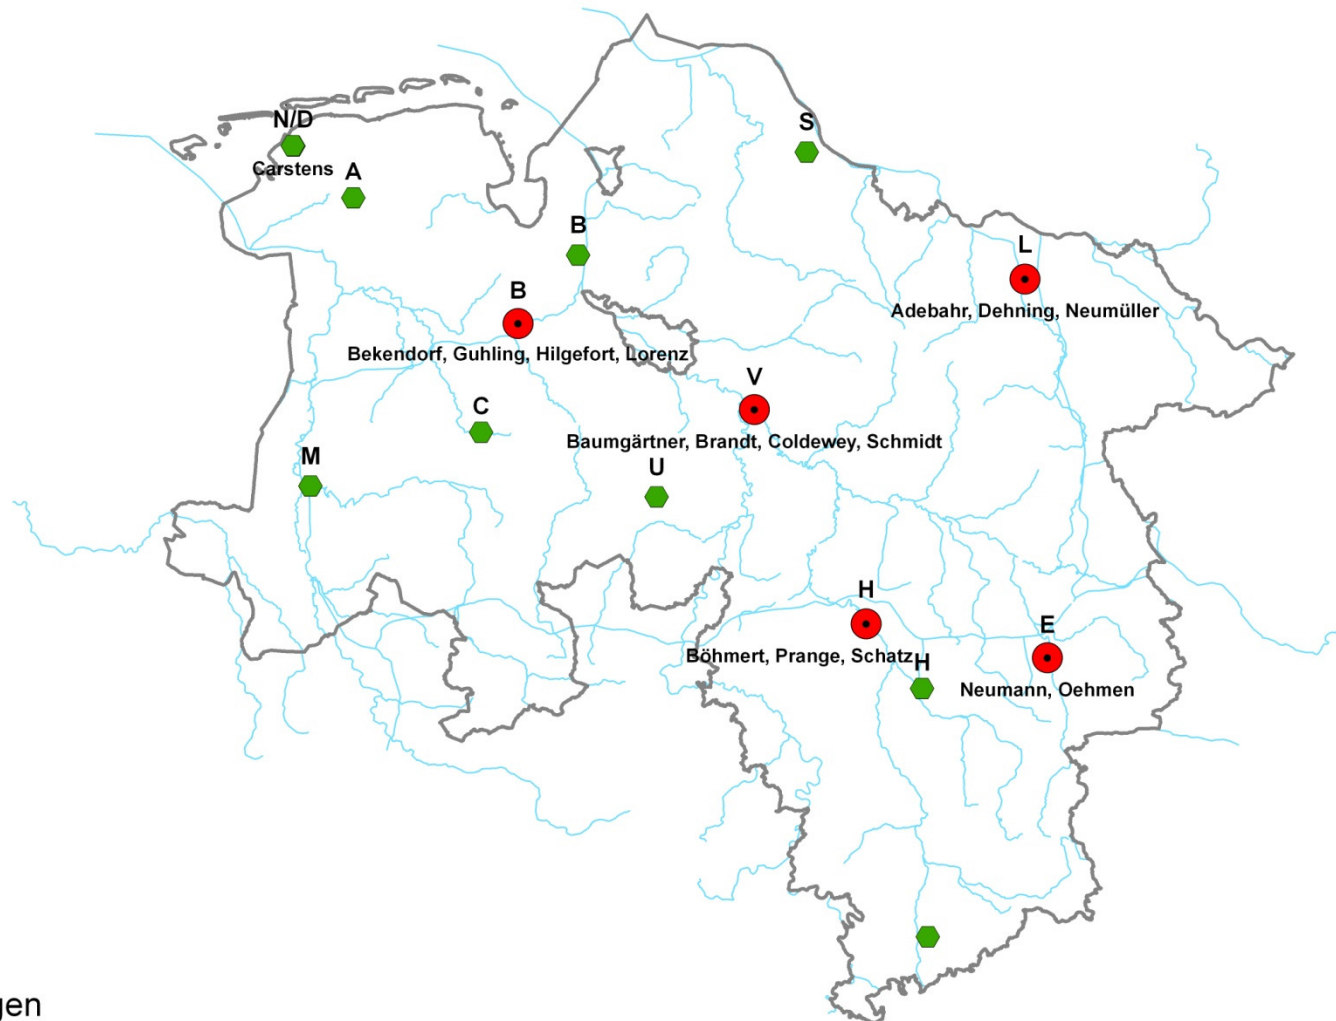 N/D
Carstens
A
S
B
L
Adebahr, Dehning, Neumüller
B
Bekendorf, Guhling, Hilgefort, Lorenz
V
Baumgärtner, Brandt, Coldewey, Schmidt
C
M
U
H
Böhmert, Prange, Schatz
H
E
Neumann, Oehmen
gen